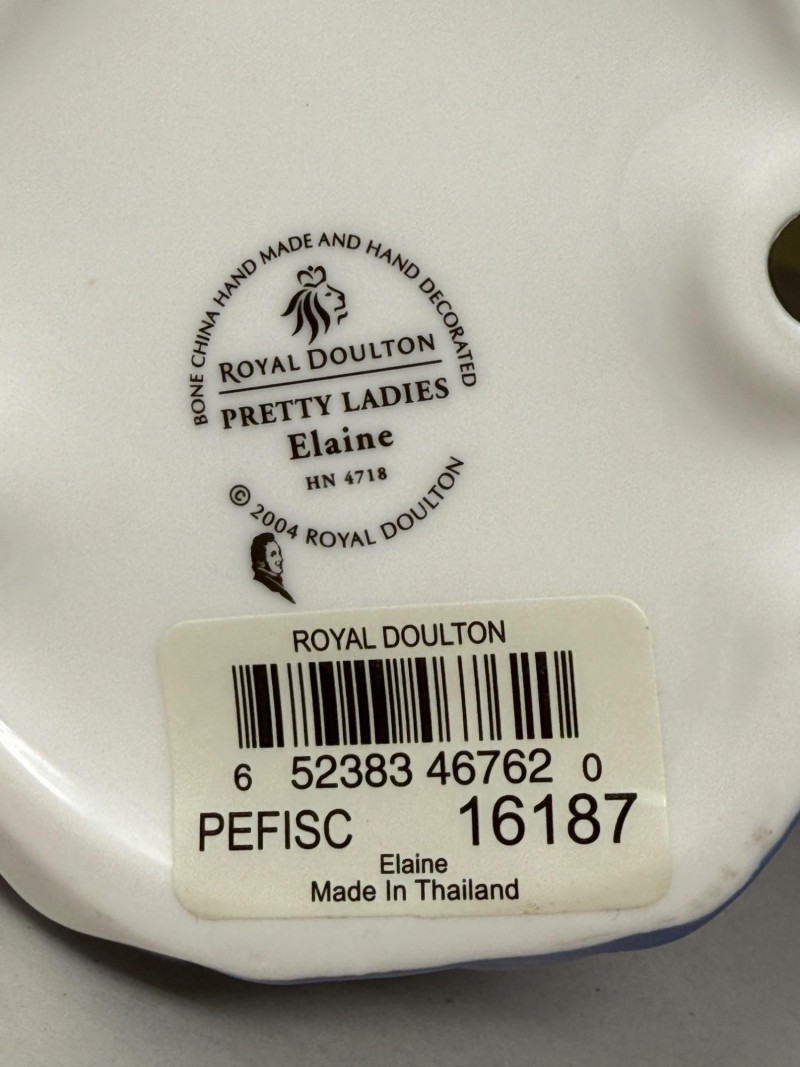 BONE CHINA HAND MADE AND HAND DECORATED
ROYAL DOULTON
PRETTY LADIES
Elaine
HN 4718
© 2004 ROYAL DOULTON
ROYAL DOULTON
6 52383 46762 0
PEFISC 16187
Elaine
Made In Thailand